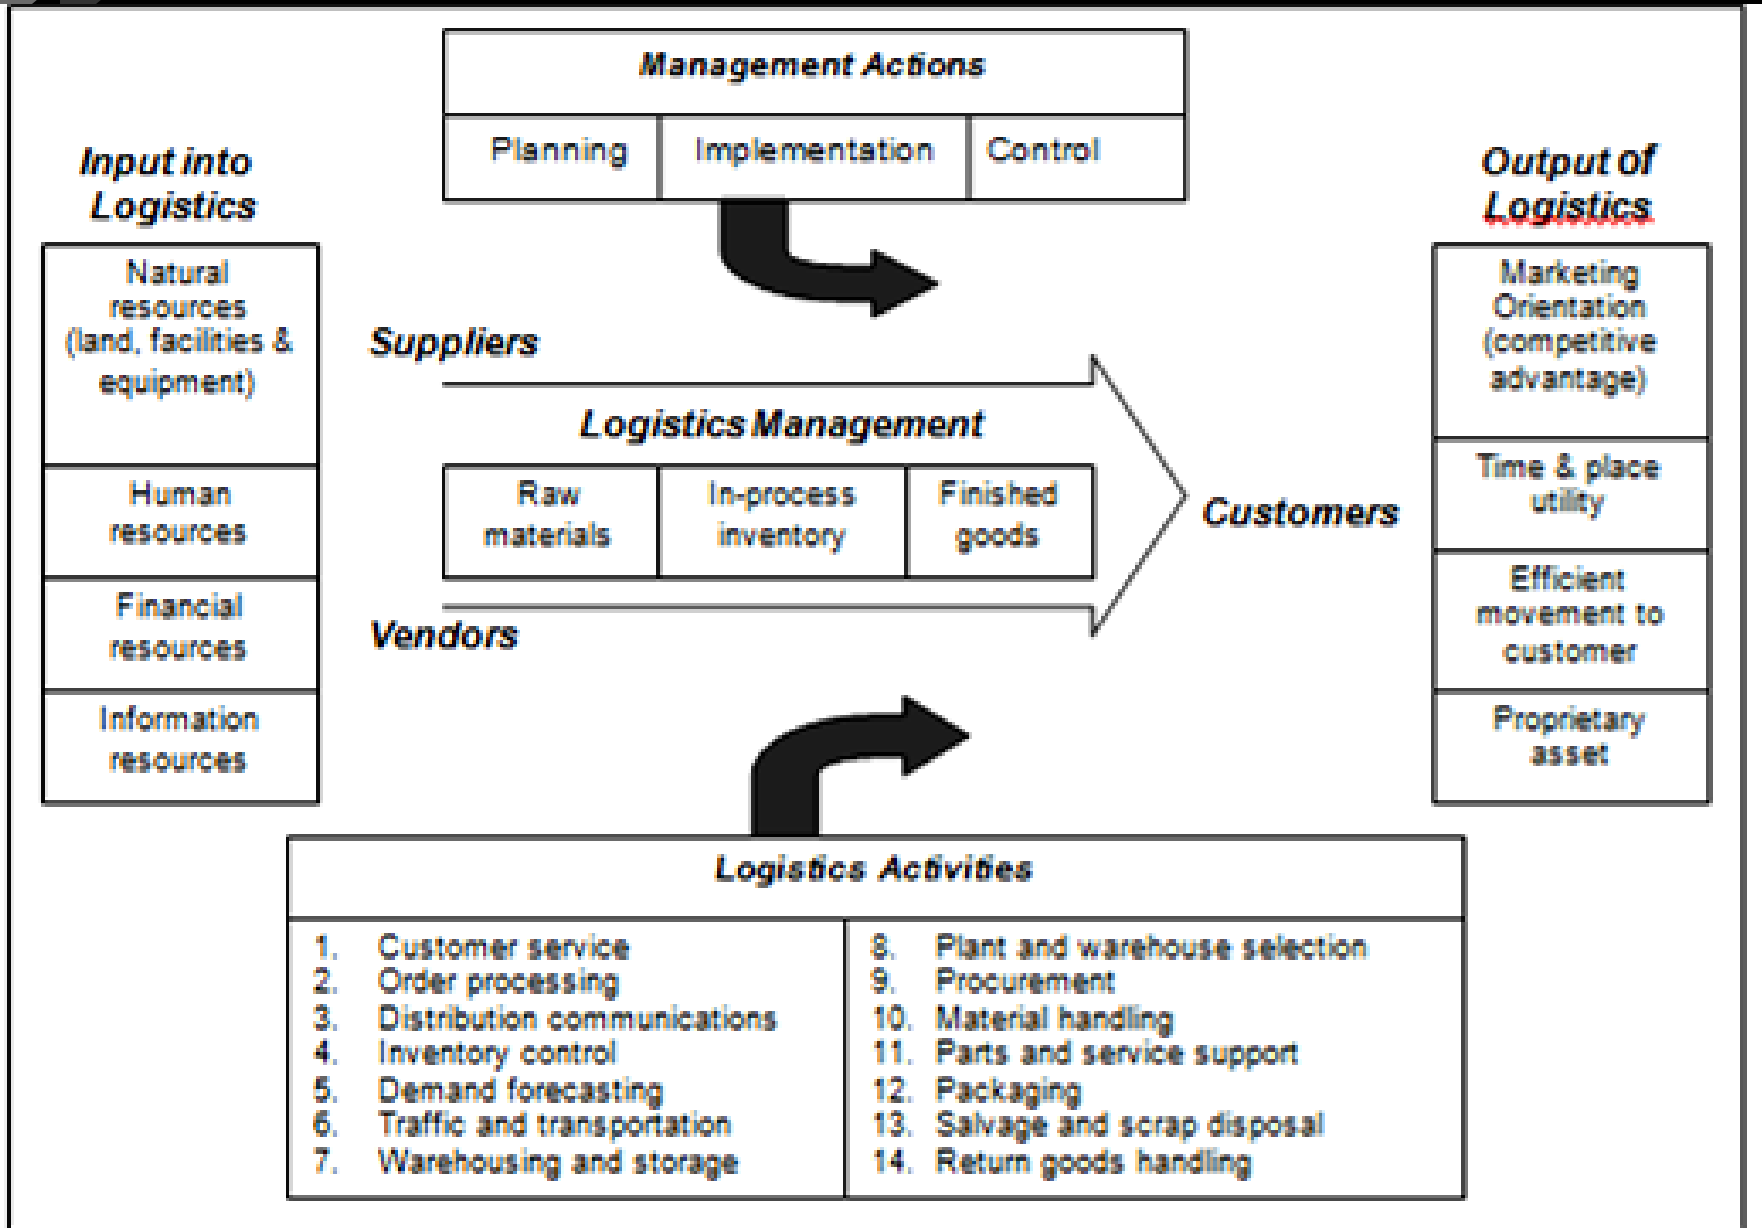 Management Actions
Planning
Implementation
Control
Input into
Logistics
Natural
resources
(land, facilities &
equipment)
Human
resources
Financial
resources
Information
resources
Suppliers
Logistics Management
Raw
materials
In-process
inventory
Finished
goods
Vendors
Customers
Output of
Logistics
Marketing
Orientation
(competitive
advantage)
Time & place
utility
Efficient
movement to
customer
Proprietary
asset
Logistics Activities
1. Customer service
2. Order processing
3. Distribution communications
4. Inventory control
5. Demand forecasting
6. Traffic and transportation
7. Warehousing and storage
8. Plant and warehouse selection
9. Procurement
10. Material handling
11. Parts and service support
12. Packaging
13. Salvage and scrap disposal
14. Return goods handling